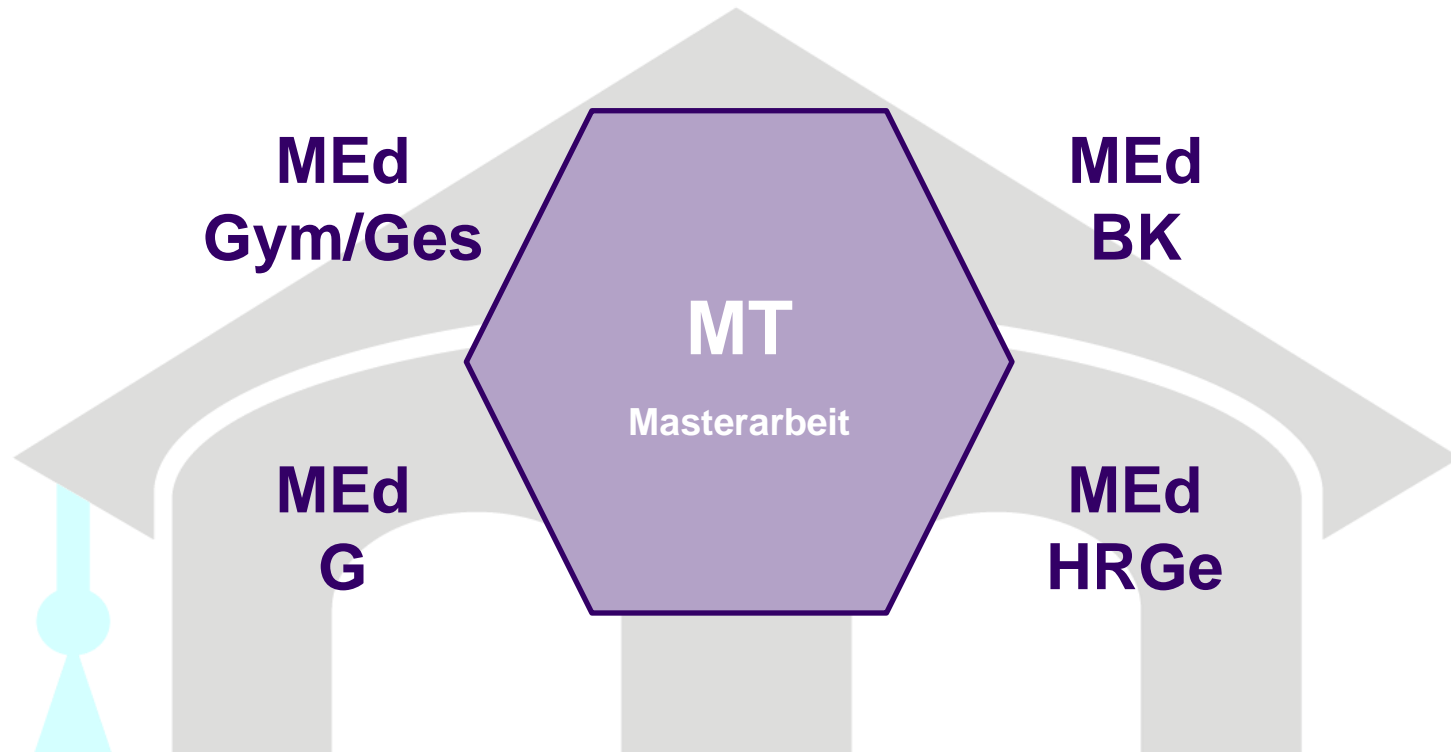 MEd
Gym/Ges
MEd
BK
MT
Masterarbeit
MEd
G
MEd
HRGe